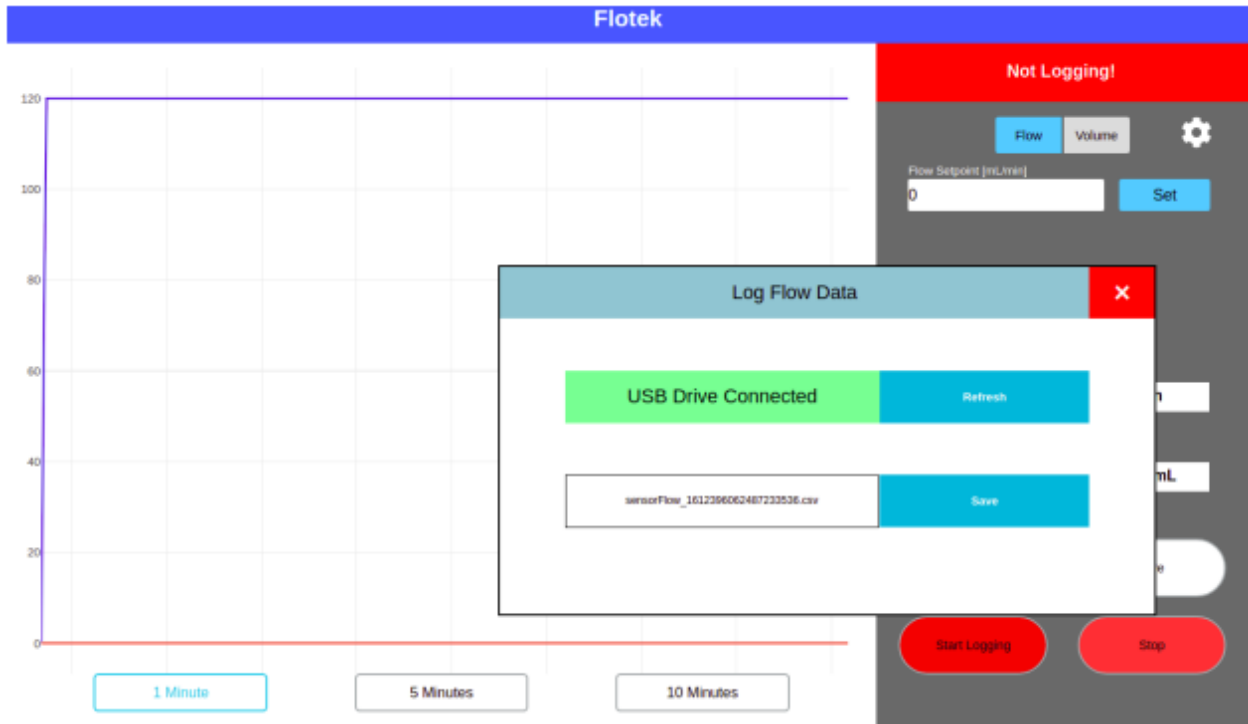 Flotek
Not Logging!
120
100
80
60
40
20
0
Flow
Volume
Flow Setpoint [mL/min]
0
Set
Log Flow Data
×
USB Drive Connected
Refresh
sensorFlow_1612396062487233536.csv
Save
mL
Start Logging
Stop
1 Minute
5 Minutes
10 Minutes